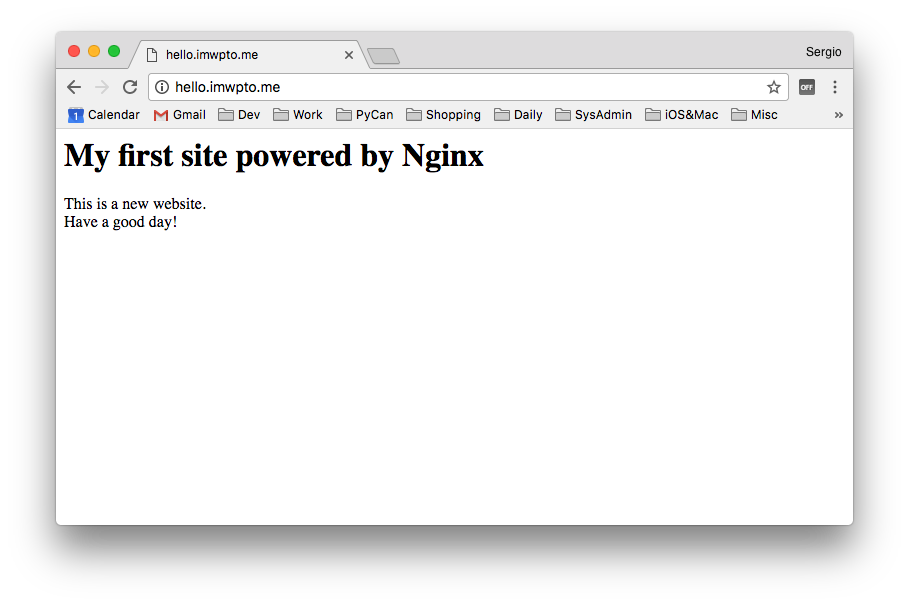 hello.imwpto.me
Sergio
hello.imwpto.me
OFF
1 Calendar Gmail Dev Work PyCan Shopping Daily SysAdmin iOS&Mac Misc »
My first site powered by Nginx
This is a new website.
Have a good day!